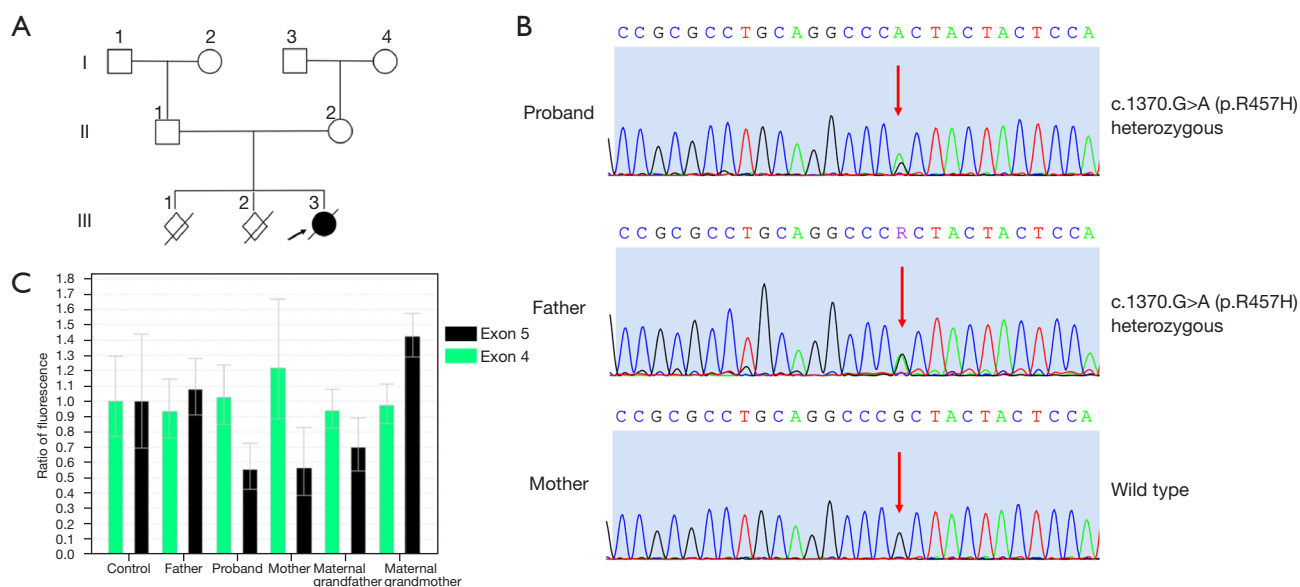 A
1
2
3
4
I
1
2
II
1
2
3
III
B
C C G C G C C T G C A G G C C C A C T A C T A C T C C A
Proband
c.1370.G>A (p.R457H)
heterozygous
C C G C G C C T G C A G G C C C R C T A C T A C T C C A
Father
c.1370.G>A (p.R457H)
heterozygous
C C G C G C C T G C A G G C C C G C T A C T A C T C C A
Mother
Wild type
C
Ratio of fluorescence
1.8
1.7
1.6
1.5
1.4
1.3
1.2
1.1
1.0
0.9
0.8
0.7
0.6
0.5
0.4
0.3
0.2
0.1
0.0
Control
Father
Proband
Mother
Maternal
grandfather
Maternal
grandmother
Exon 5
Exon 4